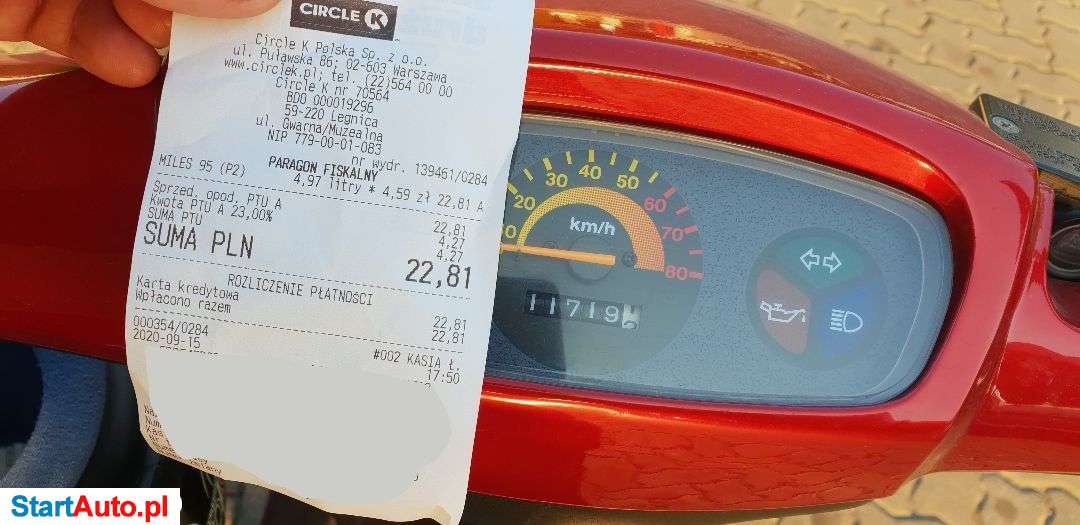 CIRCLE K
Circle K Polska Sp. z o.o.
ul. Puławska 86; 02-603 Warszawa
www.circlek.pl; tel. (22)564 00 00
Circle K nr 70564
BDO 000019296
59-220 Legnica
ul. Gwarna/Muzealna
NIP 779-00-01-083
nr wydr. 139461/0284
PARAGON FISKALNY
MILES 95 (P2) 4,97 litry * 4,59 zł 22,81 A
Sprzed. opod. PTU A 22,81
Kwota PTU A 23,00% 4,27
SUMA PTU 4,27
SUMA PLN 22,81
ROZLICZENIE PŁATNOŚCI
Karta kredytowa 22,81
Wpłacono razem 22,81
000354/0284 #002 KASIA Ł.
2020-09-15 17:50
20 30 40 50 60 70 80
km/h
11719
StartAuto.pl